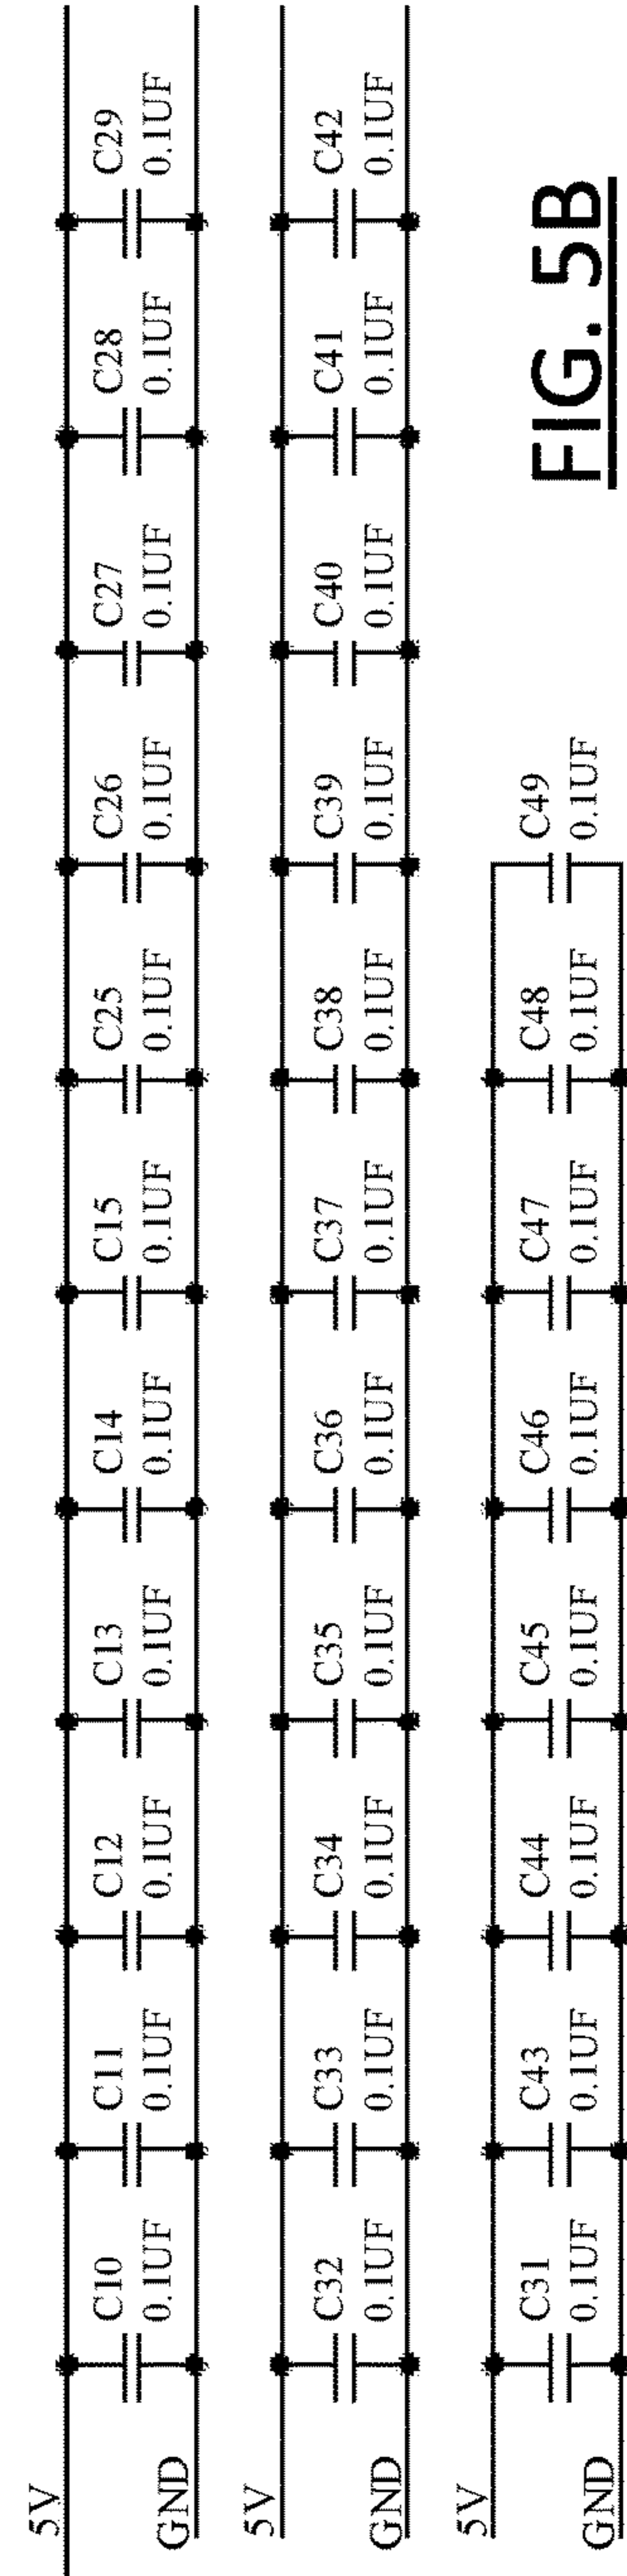 5V
C10 C11 C12 C13 C14 C15 C25 C26 C27 C28 C29
0.1UF 0.1UF 0.1UF 0.1UF 0.1UF 0.1UF 0.1UF 0.1UF 0.1UF 0.1UF 0.1UF
GND
5V
C32 C33 C34 C35 C36 C37 C38 C39 C40 C41 C42
0.1UF 0.1UF 0.1UF 0.1UF 0.1UF 0.1UF 0.1UF 0.1UF 0.1UF 0.1UF 0.1UF
GND
5V
C31 C43 C44 C45 C46 C47 C48 C49
0.1UF 0.1UF 0.1UF 0.1UF 0.1UF 0.1UF 0.1UF 0.1UF
GND
FIG. 5B